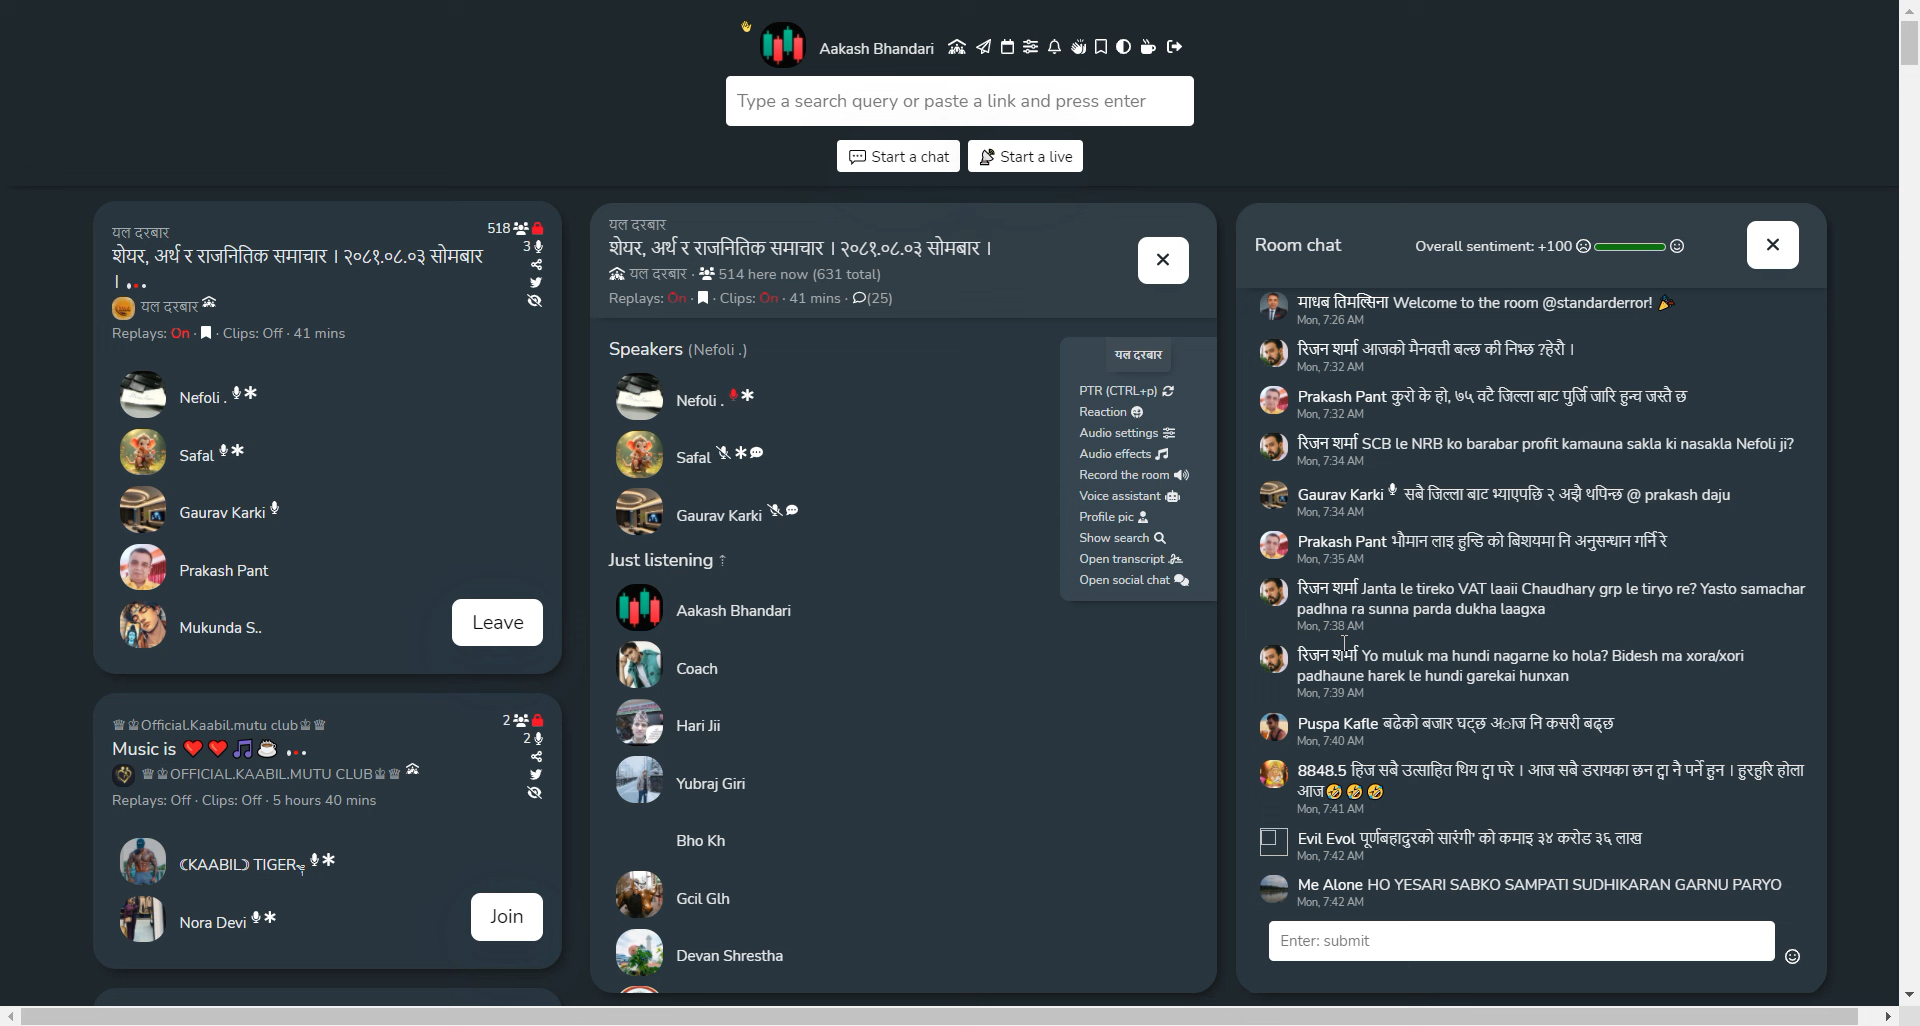 Aakash Bhandari
Type a search query or paste a link and press enter
Start a chat
Start a live
यल दरबार
518
शेयर, अर्थ र राजनितिक समाचार । २०८१.०८.०३ सोमबार
। ...
3
यल दरबार
Replays: On · Clips: Off · 41 mins
Nefoli .
Safal
Gaurav Karki
Prakash Pant
Mukunda S..
Leave
♕♔Official.Kaabil.mutu club♔♕
2
Music is ❤️ ❤️ 🎵 ☕ ...
2
♕♔OFFICIAL.KAABIL.MUTU CLUB♔♕
Replays: Off · Clips: Off · 5 hours 40 mins
☾KAABIL☽ TIGER
Nora Devi
Join
यल दरबार
शेयर, अर्थ र राजनितिक समाचार । २०८१.०८.०३ सोमबार ।
यल दरबार · 514 here now (631 total)
Replays: On · Clips: On · 41 mins · (25)
Speakers (Nefoli .)
Nefoli .
Safal
Gaurav Karki
Just listening ↑
Aakash Bhandari
Coach
Hari Jii
Yubraj Giri
Bho Kh
Gcil Glh
Devan Shrestha
यल दरबार
PTR (CTRL+p)
Reaction
Audio settings
Audio effects
Record the room
Voice assistant
Profile pic
Show search
Open transcript
Open social chat
Room chat
Overall sentiment: +100
माधब तिमल्सिना Welcome to the room @standarderror! 🎉
Mon, 7:26 AM
रिजन शर्मा आजको मैनवत्ती बल्छ की निभ्छ ?हेरौ ।
Mon, 7:32 AM
Prakash Pant कुरो के हो, ७५ वटै जिल्ला बाट पुर्जि जारि हुन्च जस्तै छ
Mon, 7:32 AM
रिजन शर्मा SCB le NRB ko barabar profit kamauna sakla ki nasakla Nefoli ji?
Mon, 7:34 AM
Gaurav Karki सबै जिल्ला बाट भ्याएपछि २ अझै थपिन्छ @ prakash daju
Mon, 7:34 AM
Prakash Pant भौमान लाइ हुन्डि को बिशयमा नि अनुसन्धान गर्नि रे
Mon, 7:35 AM
रिजन शर्मा Janta le tireko VAT laaii Chaudhary grp le tiryo re? Yasto samachar
padhna ra sunna parda dukha laagxa
Mon, 7:38 AM
रिजन शर्मा Yo muluk ma hundi nagarne ko hola? Bidesh ma xora/xori
padhaune harek le hundi garekai hunxan
Mon, 7:39 AM
Puspa Kafle बढेको बजार घट्छ अाज नि कसरी बढ्छ
Mon, 7:40 AM
8848.5 हिज सबै उत्साहित थिय ट्वा परे । आज सबै डरायका छन ट्वा नै पर्ने हुन । हुरहुरि होला
आज🤣 🤣 🤣
Mon, 7:41 AM
Evil Evol पूर्णबहादुरको सारंगी' को कमाइ ३४ करोड ३६ लाख
Mon, 7:42 AM
Me Alone HO YESARI SABKO SAMPATI SUDHIKARAN GARNU PARYO
Mon, 7:42 AM
Enter: submit